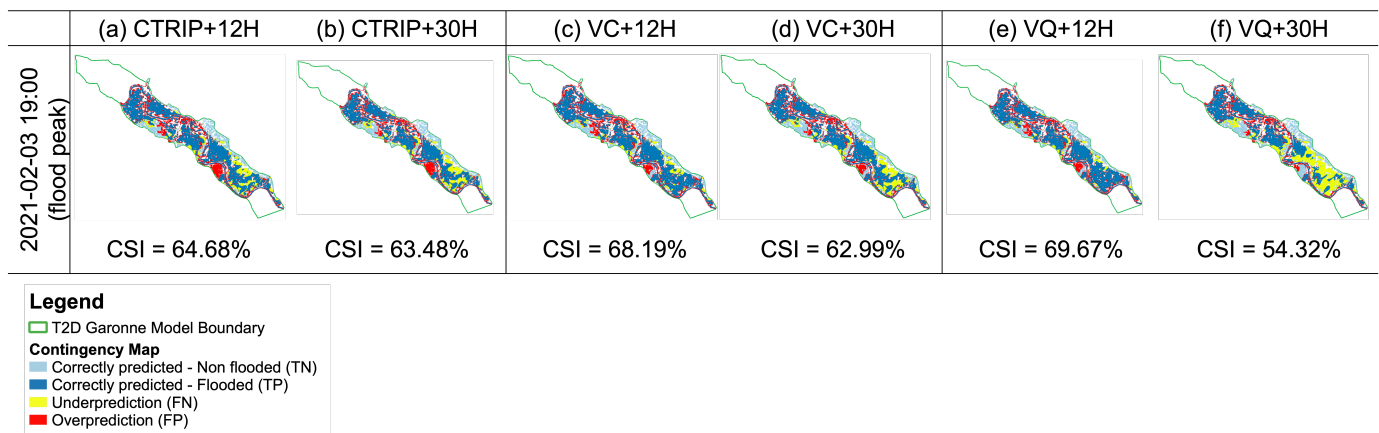 (a) CTRIP+12H
(b) CTRIP+30H
(c) VC+12H
(d) VC+30H
(e) VQ+12H
(f) VQ+30H
2021-02-03 19:00
(flood peak)
CSI = 64.68%
CSI = 63.48%
CSI = 68.19%
CSI = 62.99%
CSI = 69.67%
CSI = 54.32%
Legend
T2D Garonne Model Boundary
Contingency Map
Correctly predicted - Non flooded (TN)
Correctly predicted - Flooded (TP)
Underprediction (FN)
Overprediction (FP)